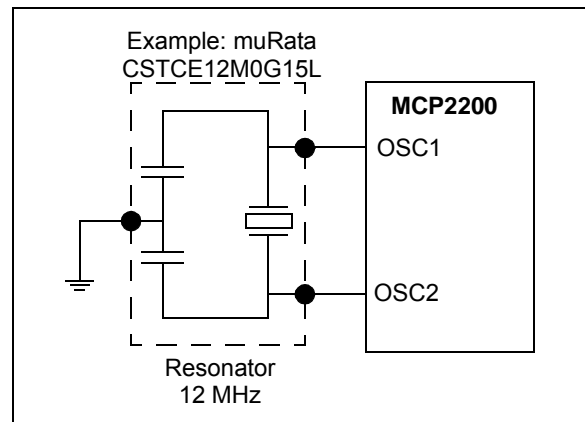 Example: muRata
CSTCE12M0G15L
MCP2200
OSC1
OSC2
Resonator
12 MHz